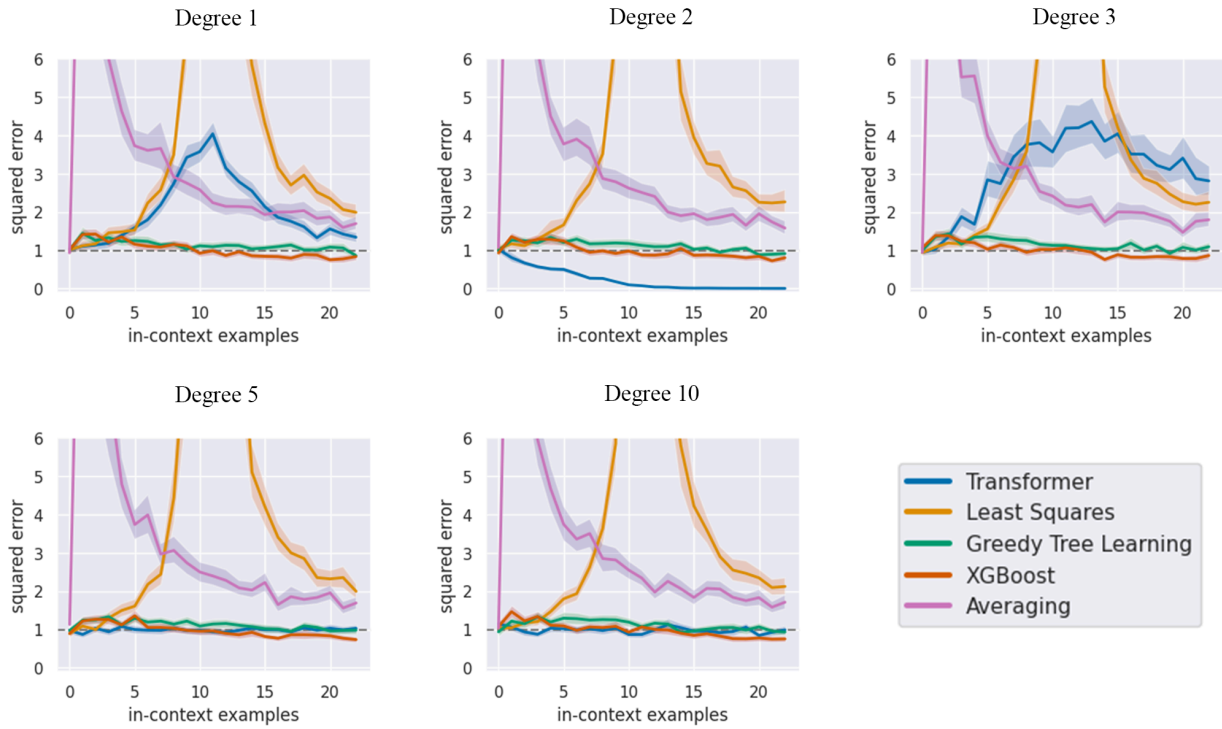 Degree 1
Degree 2
Degree 3
6
5
4
3
2
1
0
squared error
0 5 10 15 20
in-context examples
6
5
4
3
2
1
0
squared error
0 5 10 15 20
in-context examples
6
5
4
3
2
1
0
squared error
0 5 10 15 20
in-context examples
Degree 5
Degree 10
6
5
4
3
2
1
0
squared error
0 5 10 15 20
in-context examples
6
5
4
3
2
1
0
squared error
0 5 10 15 20
in-context examples
Transformer
Least Squares
Greedy Tree Learning
XGBoost
Averaging